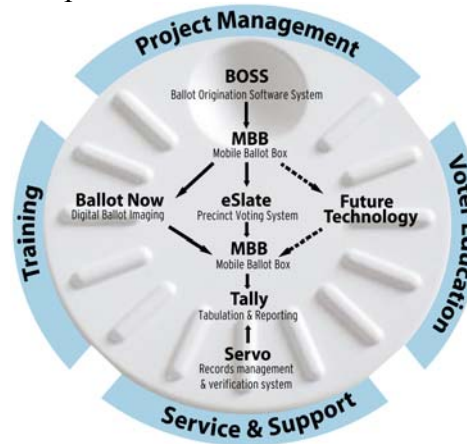 Project Management
BOSS
Ballot Origination Software System
MBB
Mobile Ballot Box
Ballot Now
Digital Ballot Imaging
eSlate
Precinct Voting System
Future
Technology
MBB
Mobile Ballot Box
Tally
Tabulation & Reporting
Servo
Records management
& verification system
Training
Voter Education
Service & Support